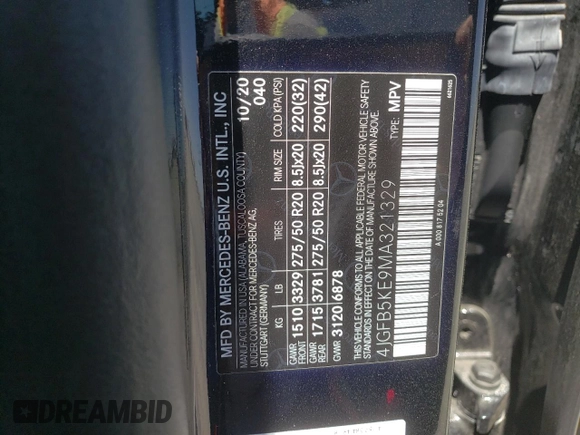 MFD BY MERCEDES-BENZ U.S. INTL., INC 10/20
MANUFACTURED IN USA (ALABAMA, TUSCALOOSA COUNTY) 040
UNDER CONTRACT FOR MERCEDES-BENZ AG,
STUTTGART (GERMANY)
KG LB TIRES RIM SIZE COLD KPA (PSI)
GAWR FRONT 1510 3329 275/50 R20 8.5Jx20 220(32)
GAWR REAR 1715 3781 275/50 R20 8.5Jx20 290(42)
GVWR 3120 6878
THIS VEHICLE CONFORMS TO ALL APPLICABLE FEDERAL MOTOR VEHICLE SAFETY
STANDARDS IN EFFECT ON THE DATE OF MANUFACTURE SHOWN ABOVE.
TYPE: MPV
4JGFB5KE9MA321329
A 000 817 52 04
DREAMBID